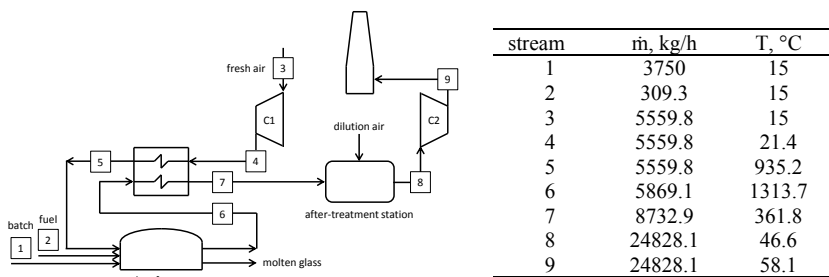 fresh air
3
C1
9
C2
dilution air
5
4
7
8
6
after-treatment station
batch
fuel
1
2
molten glass
stream ṁ, kg/h T, °C
1 3750 15
2 309.3 15
3 5559.8 15
4 5559.8 21.4
5 5559.8 935.2
6 5869.1 1313.7
7 8732.9 361.8
8 24828.1 46.6
9 24828.1 58.1